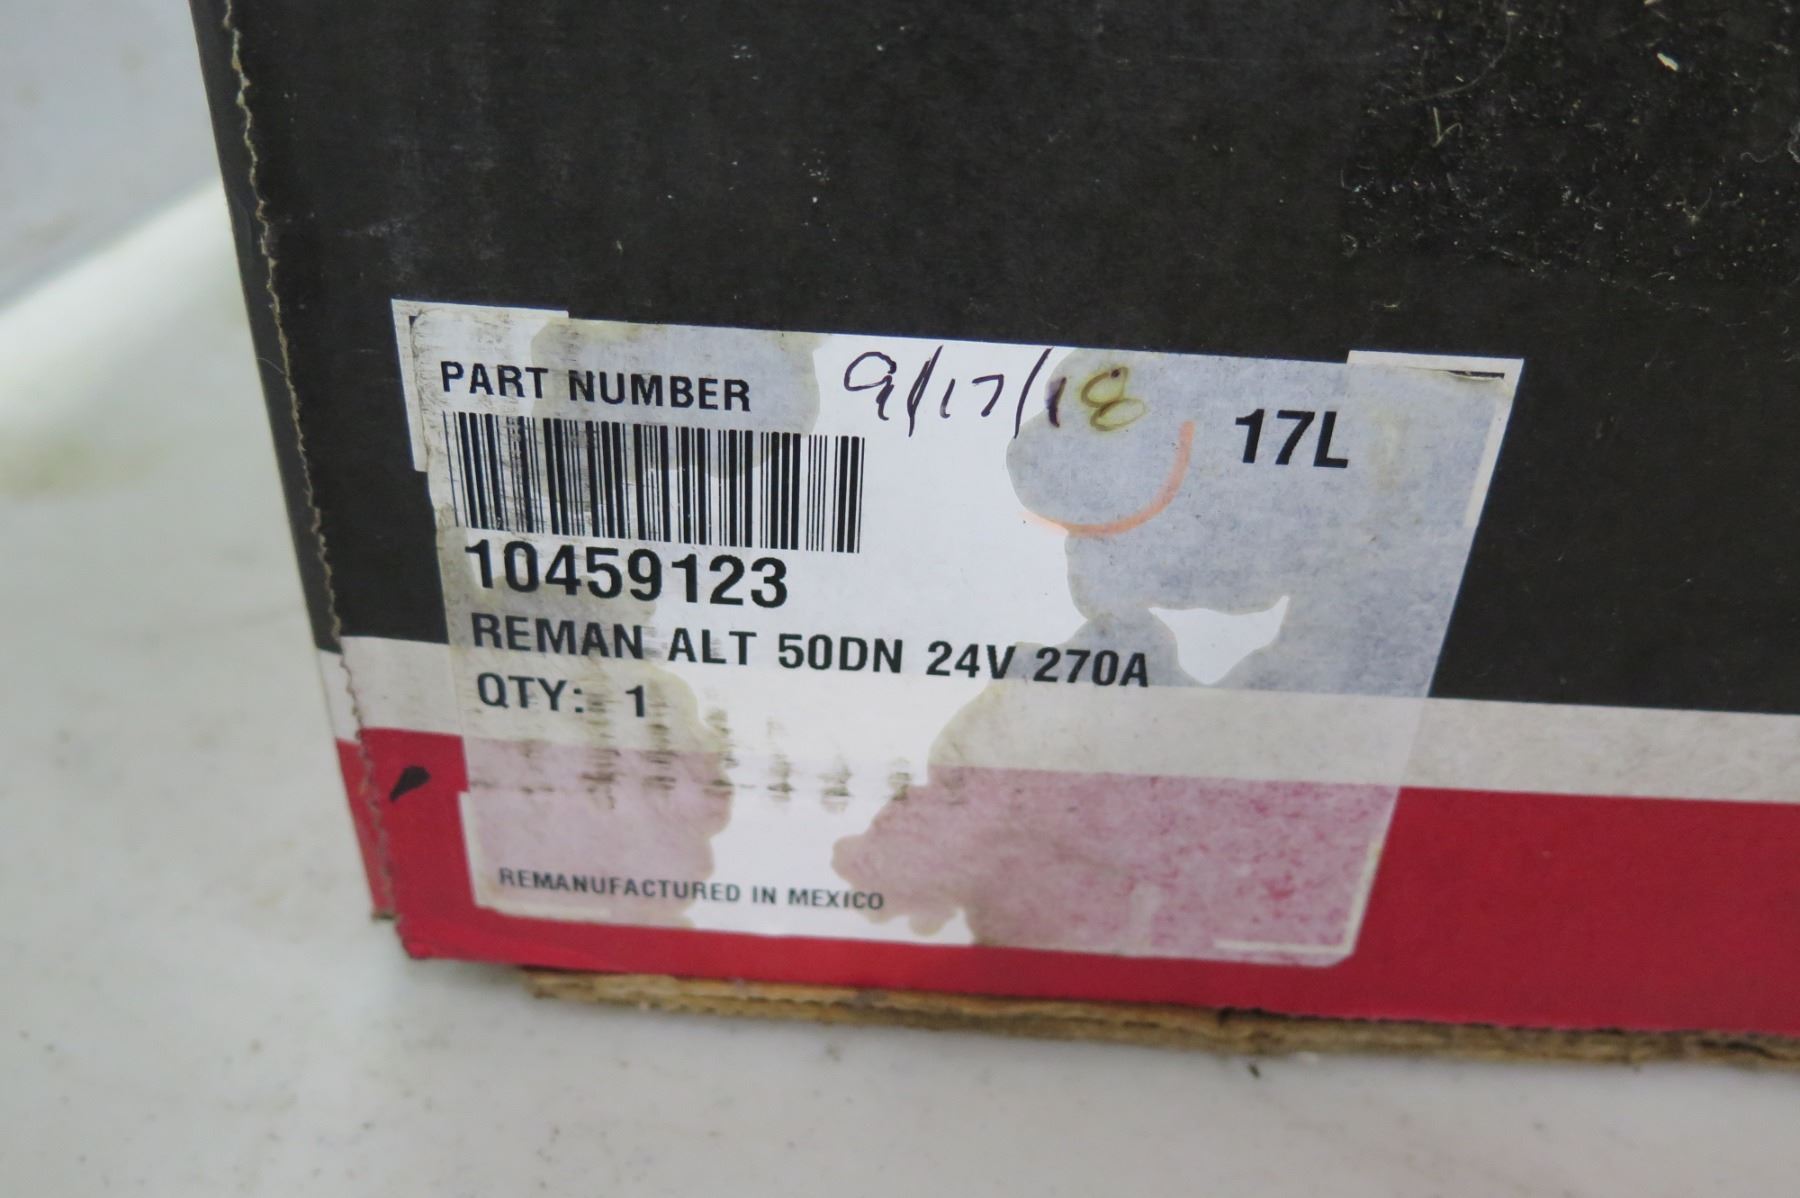 PART NUMBER
9/17/18
17L
10459123
REMAN ALT 50DN 24V 270A
QTY: 1
REMANUFACTURED IN MEXICO